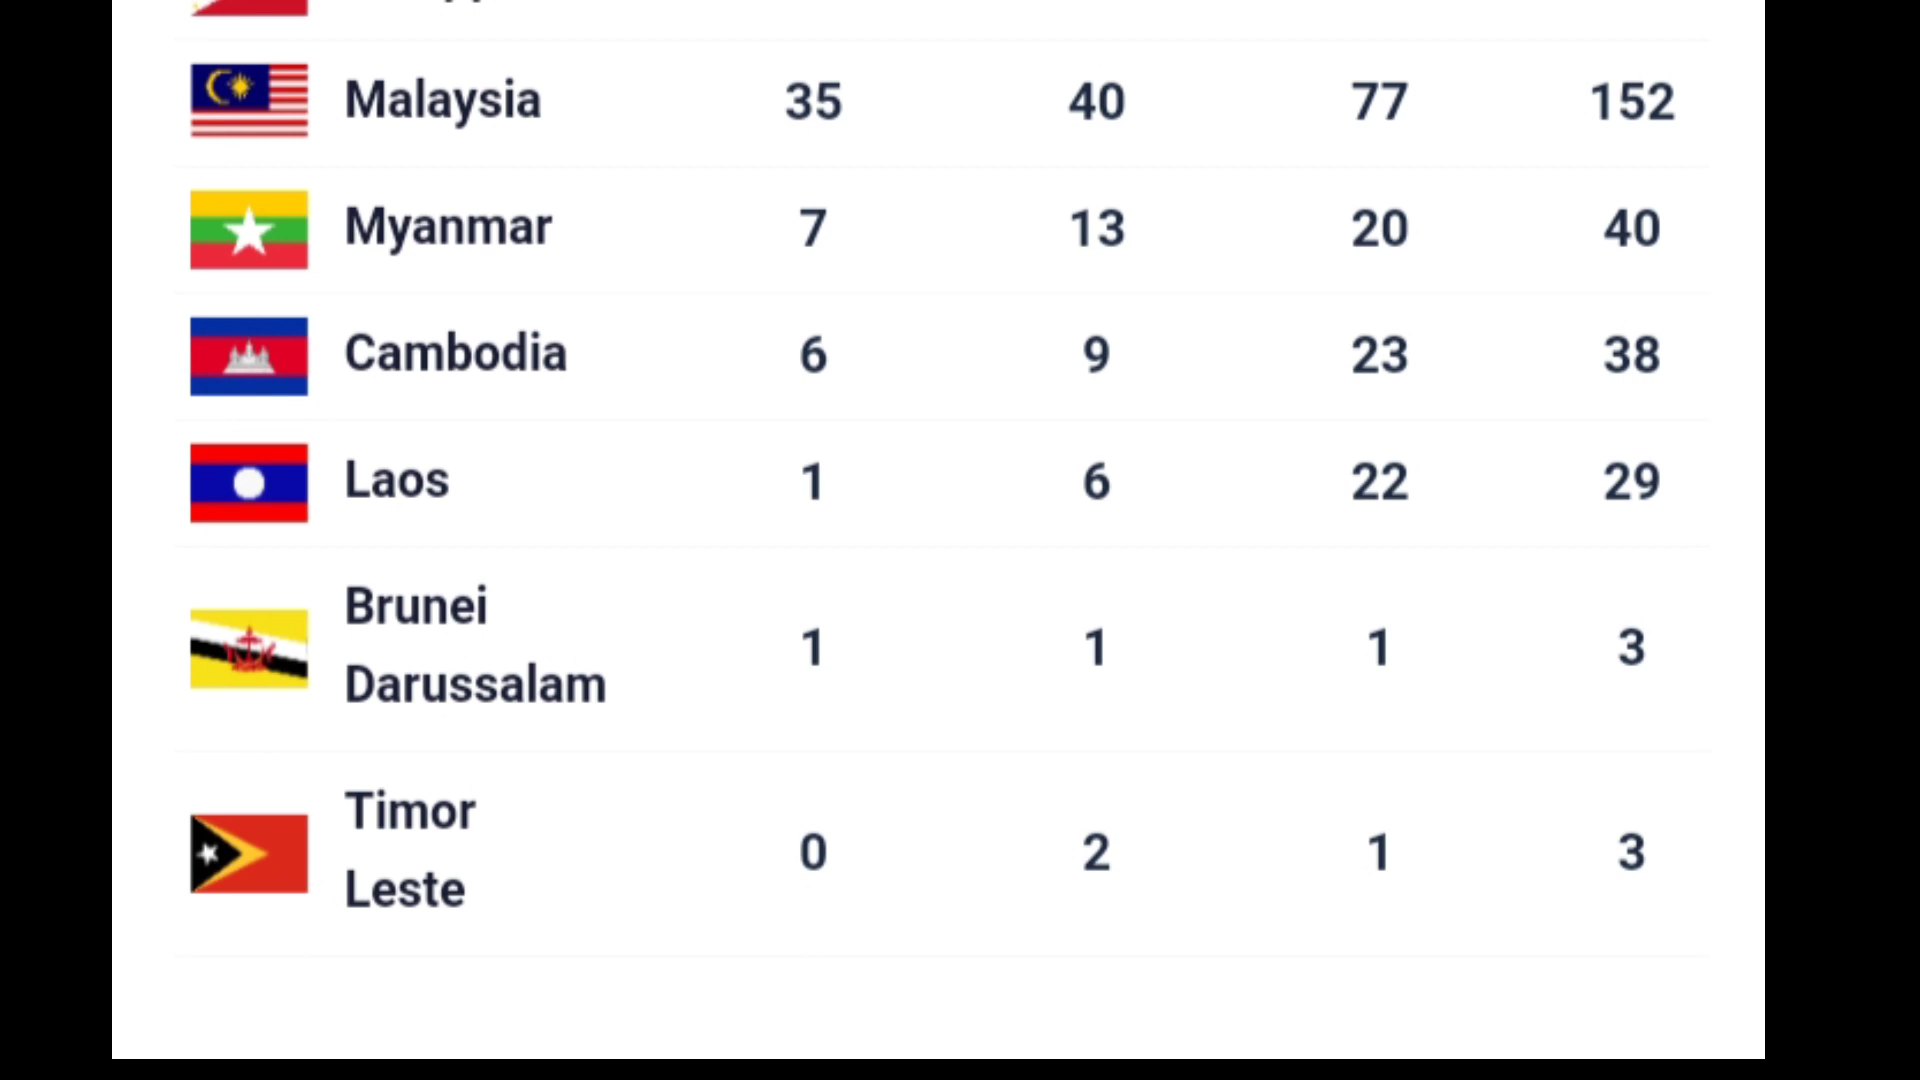 Malaysia 35 40 77 152
Myanmar 7 13 20 40
Cambodia 6 9 23 38
Laos 1 6 22 29
Brunei
Darussalam 1 1 1 3
Timor
Leste 0 2 1 3